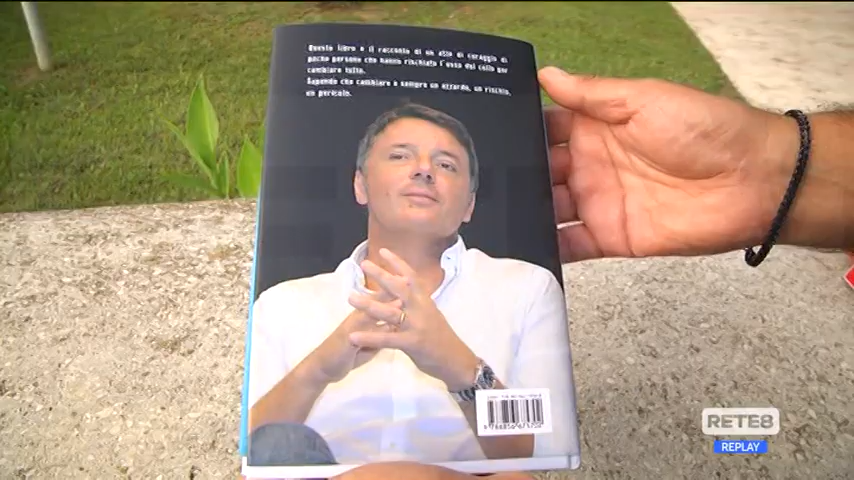 Questo libro è il racconto di un atto di coraggio di
poche persone che hanno rischiato l'osso del collo per
cambiare tutto.
Sapendo che cambiare è sempre un azzardo, un rischio,
un pericolo.
RETE8
REPLAY